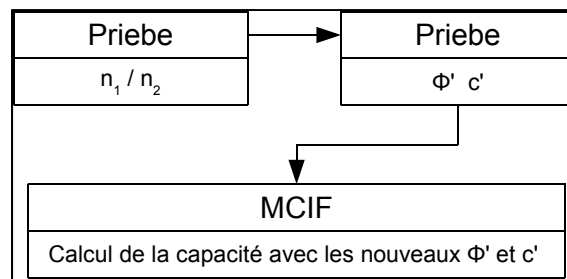 Priebe
n₁ / n₂
Priebe
Φ' c'
MCIF
Calcul de la capacité avec les nouveaux Φ' et c'